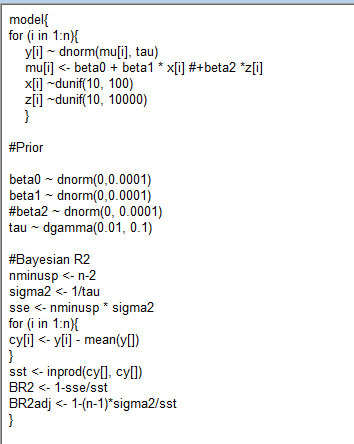 model{
for (i in 1:n){
y[i] ~ dnorm(mu[i], tau)
mu[i] <- beta0 + beta1 * x[i] #+beta2 *z[i]
x[i] ~dunif(10, 100)
z[i] ~dunif(10, 10000)
}
#Prior
beta0 ~ dnorm(0,0.0001)
beta1 ~ dnorm(0,0.0001)
#beta2 ~ dnorm(0, 0.0001)
tau ~ dgamma(0.01, 0.1)
#Bayesian R2
nminusp <- n-2
sigma2 <- 1/tau
sse <- nminusp * sigma2
for (i in 1:n){
cy[i] <- y[i] - mean(y[])
}
sst <- inprod(cy[], cy[])
BR2 <- 1-sse/sst
BR2adj <- 1-(n-1)*sigma2/sst
}